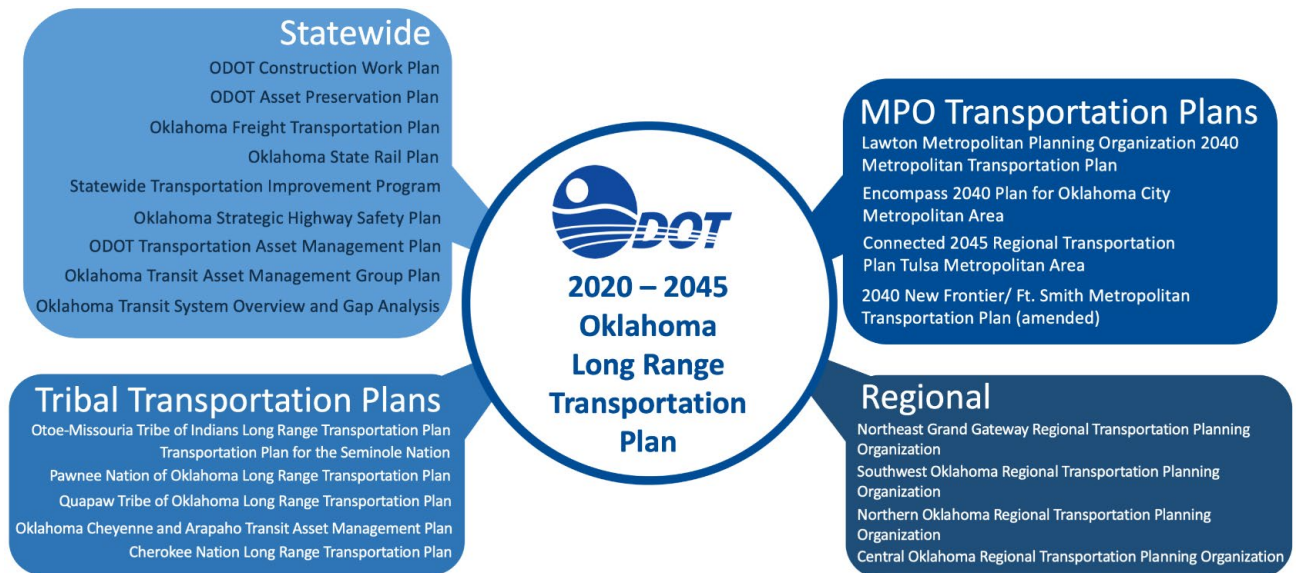 Statewide
ODOT Construction Work Plan
ODOT Asset Preservation Plan
Oklahoma Freight Transportation Plan
Oklahoma State Rail Plan
Statewide Transportation Improvement Program
Oklahoma Strategic Highway Safety Plan
ODOT Transportation Asset Management Plan
Oklahoma Transit Asset Management Group Plan
Oklahoma Transit System Overview and Gap Analysis
MPO Transportation Plans
Lawton Metropolitan Planning Organization 2040
Metropolitan Transportation Plan
Encompass 2040 Plan for Oklahoma City
Metropolitan Area
Connected 2045 Regional Transportation
Plan Tulsa Metropolitan Area
2040 New Frontier/ Ft. Smith Metropolitan
Transportation Plan (amended)
ODOT
2020 – 2045
Oklahoma
Long Range
Transportation
Plan
Tribal Transportation Plans
Otoe-Missouria Tribe of Indians Long Range Transportation Plan
Transportation Plan for the Seminole Nation
Pawnee Nation of Oklahoma Long Range Transportation Plan
Quapaw Tribe of Oklahoma Long Range Transportation Plan
Oklahoma Cheyenne and Arapaho Transit Asset Management Plan
Cherokee Nation Long Range Transportation Plan
Regional
Northeast Grand Gateway Regional Transportation Planning
Organization
Southwest Oklahoma Regional Transportation Planning
Organization
Northern Oklahoma Regional Transportation Planning
Organization
Central Oklahoma Regional Transportation Planning Organization